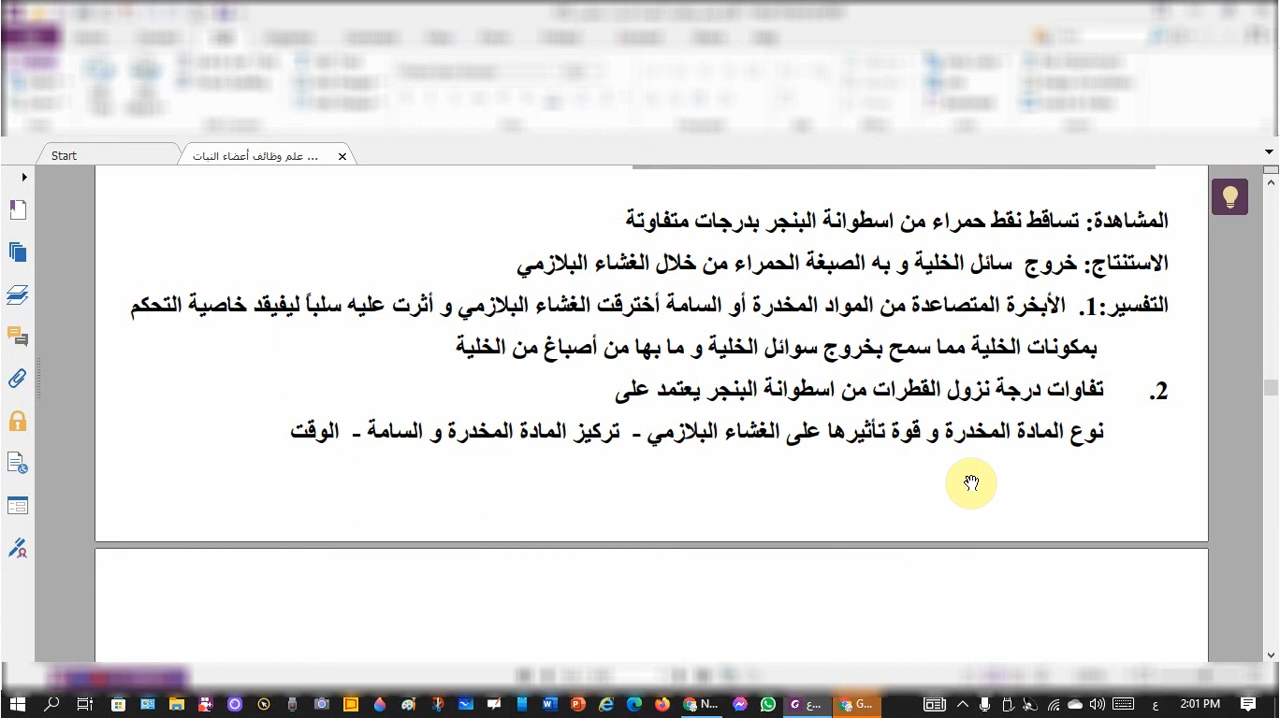 Start
علم وظائف أعضاء النبات ...
المشاهدة: تساقط نقط حمراء من اسطوانة البنجر بدرجات متفاوتة
الاستنتاج: خروج سائل الخلية و به الصبغة الحمراء من خلال الغشاء البلازمي
التفسير:1. الأبخرة المتصاعدة من المواد المخدرة أو السامة أخترقت الغشاء البلازمي و أثرت عليه سلباً ليفيقد خاصية التحكم
بمكونات الخلية مما سمح بخروج سوائل الخلية و ما بها من أصباغ من الخلية
2. تفاوات درجة نزول القطرات من اسطوانة البنجر يعتمد على
نوع المادة المخدرة و قوة تأثيرها على الغشاء البلازمي - تركيز المادة المخدرة و السامة - الوقت
N...
ع...
G...
ع
2:01 PM